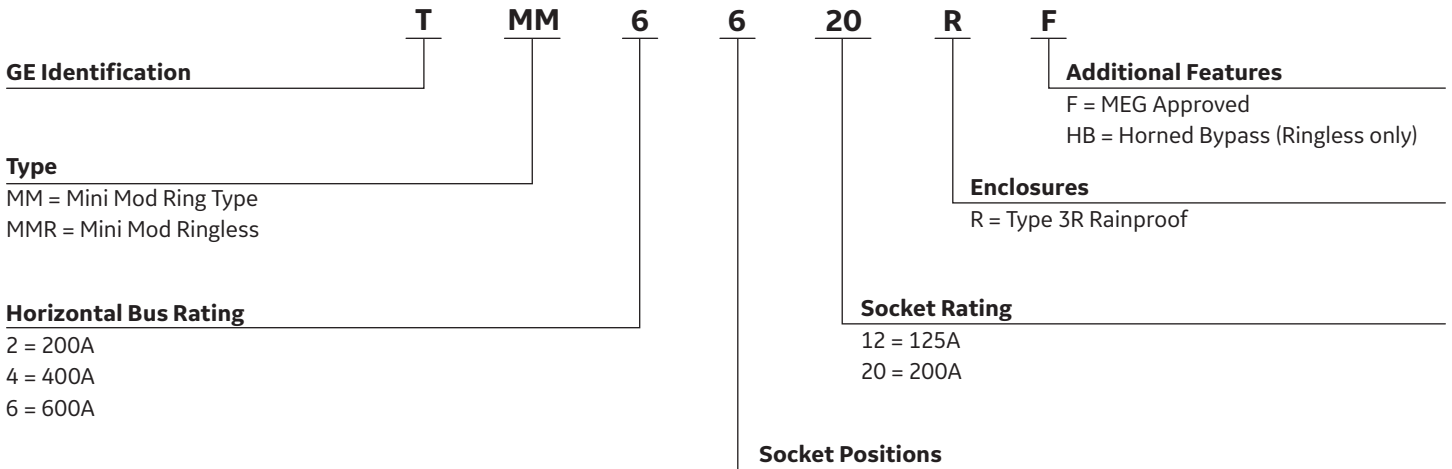 T MM 6 6 20 R F
GE Identification
Type
MM = Mini Mod Ring Type
MMR = Mini Mod Ringless
Horizontal Bus Rating
2 = 200A
4 = 400A
6 = 600A
Additional Features
F = MEG Approved
HB = Horned Bypass (Ringless only)
Enclosures
R = Type 3R Rainproof
Socket Rating
12 = 125A
20 = 200A
Socket Positions